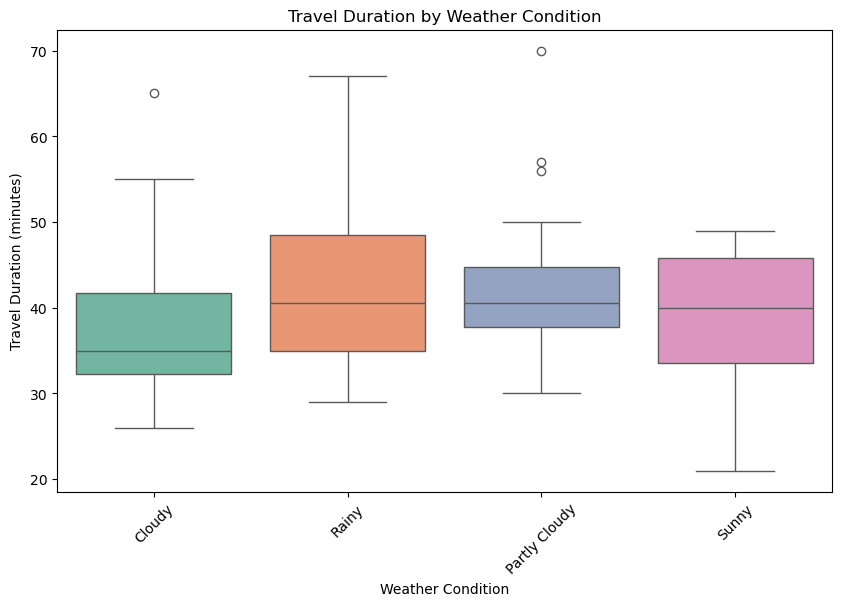 Travel Duration by Weather Condition
Travel Duration (minutes)
70
60
50
40
30
20
Cloudy
Rainy
Partly Cloudy
Sunny
Weather Condition